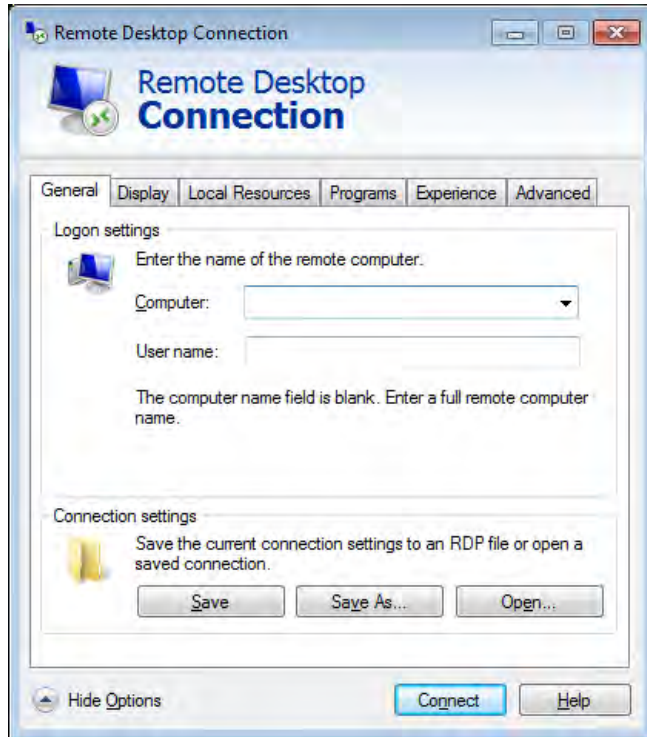 Remote Desktop Connection
Remote Desktop
Connection
General Display Local Resources Programs Experience Advanced
Logon settings
Enter the name of the remote computer.
Computer:
User name:
The computer name field is blank. Enter a full remote computer
name.
Connection settings
Save the current connection settings to an RDP file or open a
saved connection.
Save Save As... Open...
Hide Options Connect Help